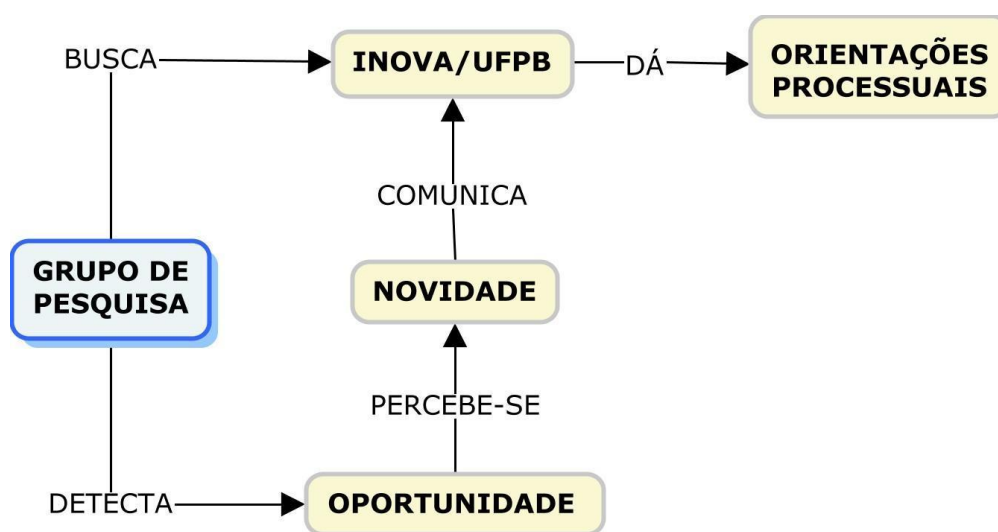 BUSCA
INOVA/UFPB
DÁ
ORIENTAÇÕES
PROCESSUAIS
COMUNICA
GRUPO DE
PESQUISA
NOVIDADE
PERCEBE-SE
DETECTA
OPORTUNIDADE